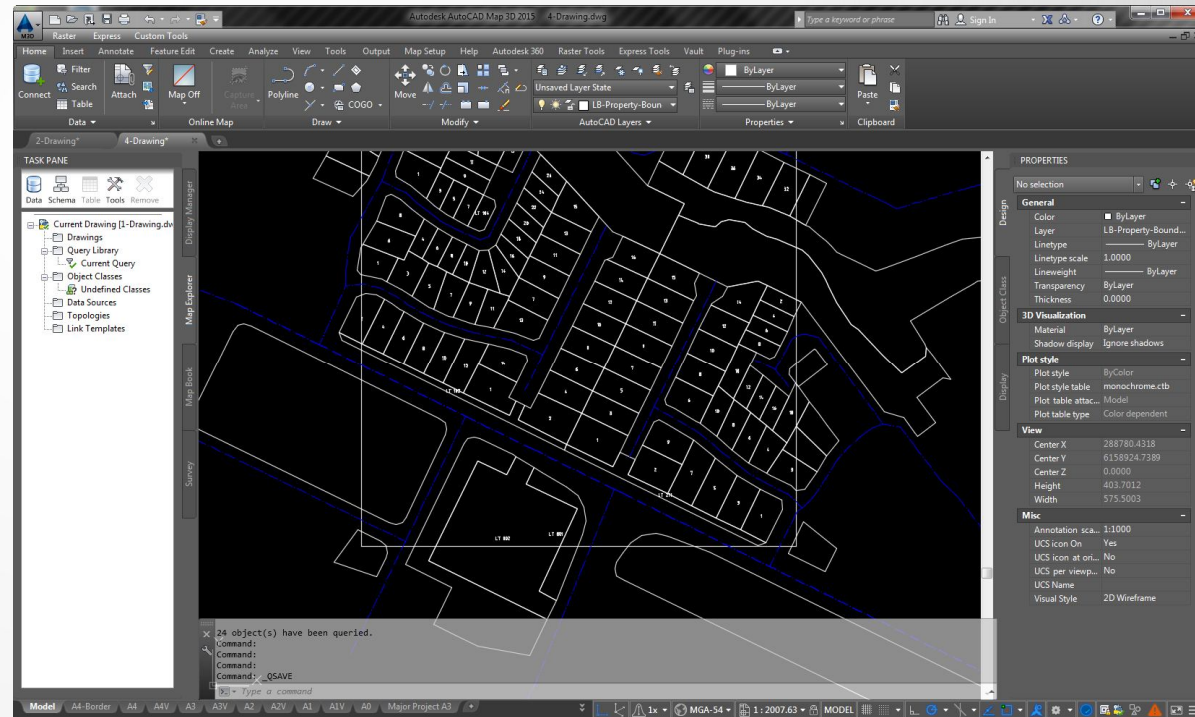 Autodesk AutoCAD Map 3D 2015 4-Drawing.dwg
Type a keyword or phrase
Sign In
M3D
Raster Express Custom Tools
Home Insert Annotate Feature Edit Create Analyze View Tools Output Map Setup Help Autodesk 360 Raster Tools Express Tools Vault Plug-ins
Connect
Filter
Search
Table
Attach
Map Off
Capture Area
Polyline
COGO
Move
Unsaved Layer State
LB-Property-Boun
ByLayer
ByLayer
ByLayer
Paste
Data Online Map Draw Modify AutoCAD Layers Properties Clipboard
2-Drawing* 4-Drawing*
TASK PANE
Data Schema Table Tools Remove
Current Drawing [1-Drawing.dw
Drawings
Query Library
Current Query
Object Classes
Undefined Classes
Data Sources
Topologies
Link Templates
Display Manager
Map Explorer
Map Book
Survey
LT 802
24 object(s) have been queried.
Command:
Command:
Command:
Command: _QSAVE
Type a command
Design
Object Class
Display
PROPERTIES
No selection
General
Color ByLayer
Layer LB-Property-Bound...
Linetype ByLayer
Linetype scale 1.0000
Lineweight ByLayer
Transparency ByLayer
Thickness 0.0000
3D Visualization
Material ByLayer
Shadow display Ignore shadows
Plot style
Plot style ByColor
Plot style table monochrome.ctb
Plot table attac... Model
Plot table type Color dependent
View
Center X 288780.4318
Center Y 6158924.7389
Center Z 0.0000
Height 403.7012
Width 575.5003
Misc
Annotation sca... 1:1000
UCS icon On Yes
UCS icon at ori... No
UCS per viewp... No
UCS Name
Visual Style 2D Wireframe
Model A4-Border A4 A4V A3 A3V A2 A2V A1 A1V A0 Major Project A3
1x MGA-54 1 : 2007.63 MODEL